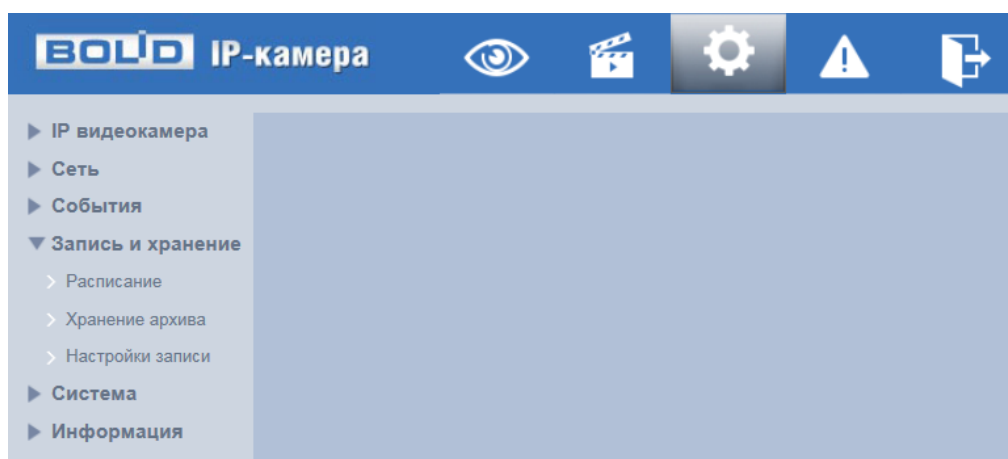 BOLID IP-камера
IP видеокамера
Сеть
События
Запись и хранение
Расписание
Хранение архива
Настройки записи
Система
Информация